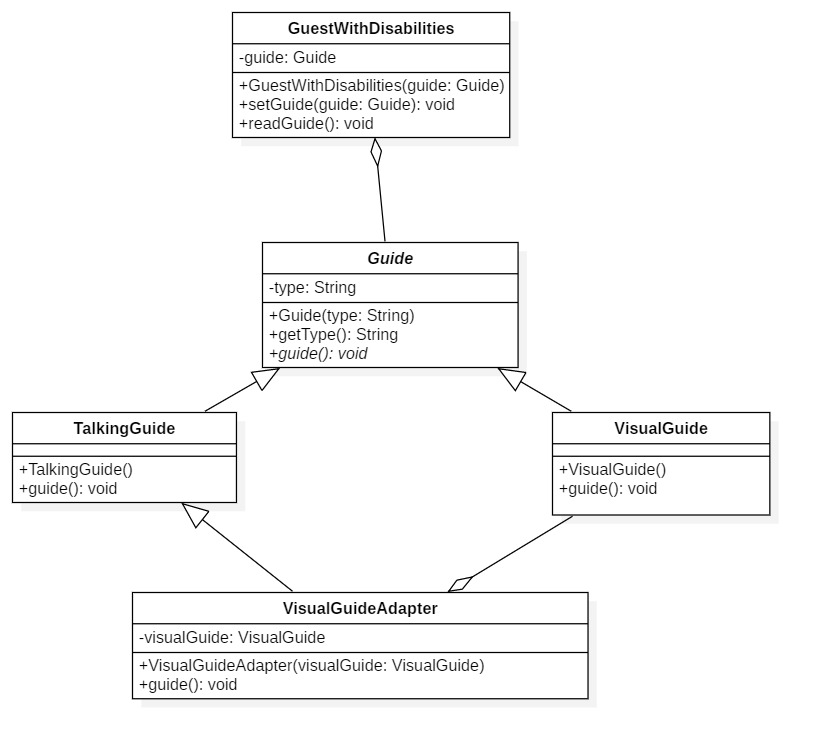 GuestWithDisabilities
-guide: Guide
+GuestWithDisabilities(guide: Guide)
+setGuide(guide: Guide): void
+readGuide(): void
Guide
-type: String
+Guide(type: String)
+getType(): String
+guide(): void
TalkingGuide
+TalkingGuide()
+guide(): void
VisualGuide
+VisualGuide()
+guide(): void
VisualGuideAdapter
-visualGuide: VisualGuide
+VisualGuideAdapter(visualGuide: VisualGuide)
+guide(): void